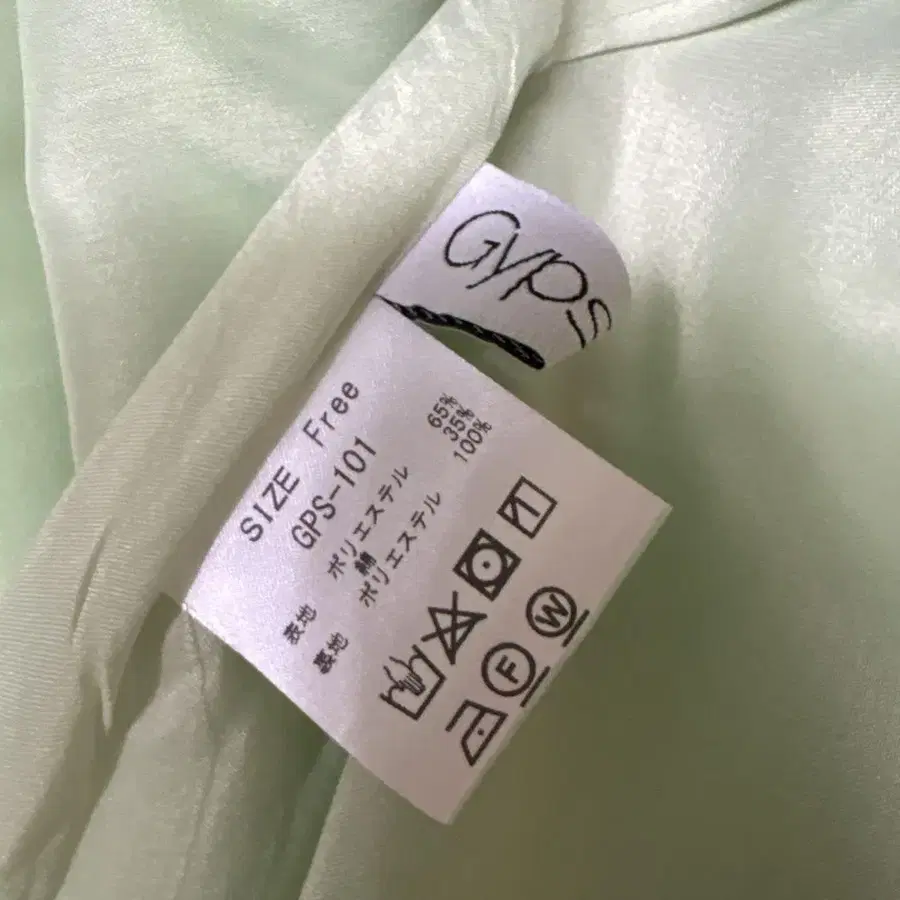 Gyps
SIZE Free
GPS-101
表地 ポリエステル 65%
綿 35%
裏地 ポリエステル 100%
F
W